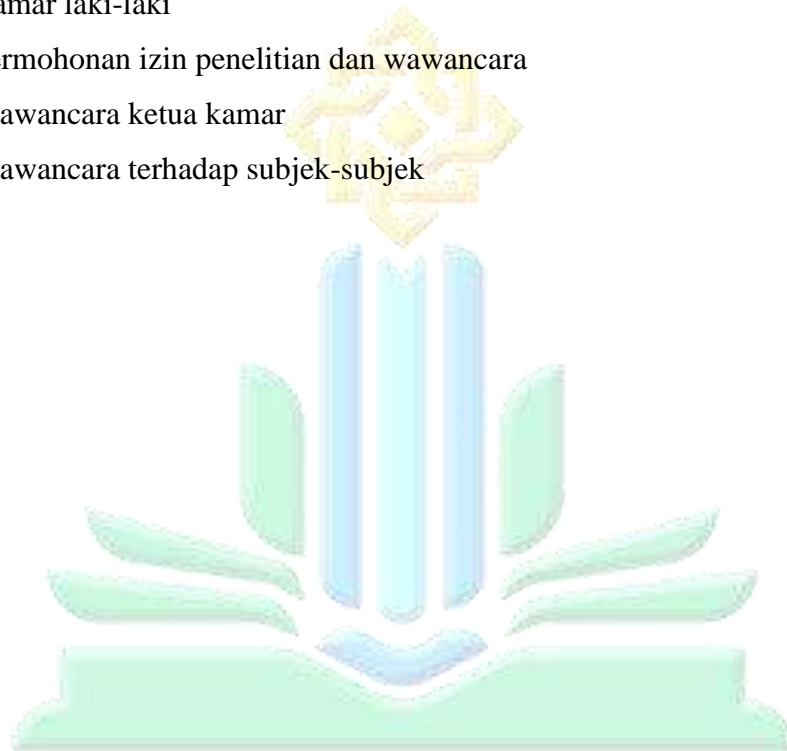 amar laki-laki
ermohonan izin penelitian dan wawancara
awancara ketua kamar
awancara terhadap subjek-subjek